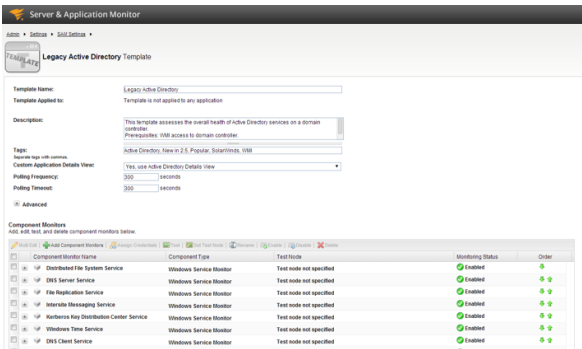 Server & Application Monitor
Admin ▸ Settings ▸ SAM Settings ▸
TEMPLATE
Legacy Active Directory Template
Template Name: Legacy Active Directory
Template Applied to: Template is not applied to any application
Description: This template assesses the overall health of Active Directory services on a domain
controller.
Prerequisites: WMI access to domain controller.
Tags: Active Directory, New in 2.5, Popular, SolarWinds, WMI
Separate tags with commas.
Custom Application Details View: Yes, use Active Directory Details View
Polling Frequency: 300 seconds
Polling Timeout: 300 seconds
Advanced
Component Monitors
Add, edit, test, and delete component monitors below.
Multi Edit | Add Component Monitors | Assign Credentials | Test | Set Test Node | Rename | Enable | Disable | Delete
Component Monitor Name Component Type Test Node Monitoring Status Order
Distributed File System Service Windows Service Monitor Test node not specified Enabled
DNS Server Service Windows Service Monitor Test node not specified Enabled
File Replication Service Windows Service Monitor Test node not specified Enabled
Intersite Messaging Service Windows Service Monitor Test node not specified Enabled
Kerberos Key Distribution Center Service Windows Service Monitor Test node not specified Enabled
Windows Time Service Windows Service Monitor Test node not specified Enabled
DNS Client Service Windows Service Monitor Test node not specified Enabled